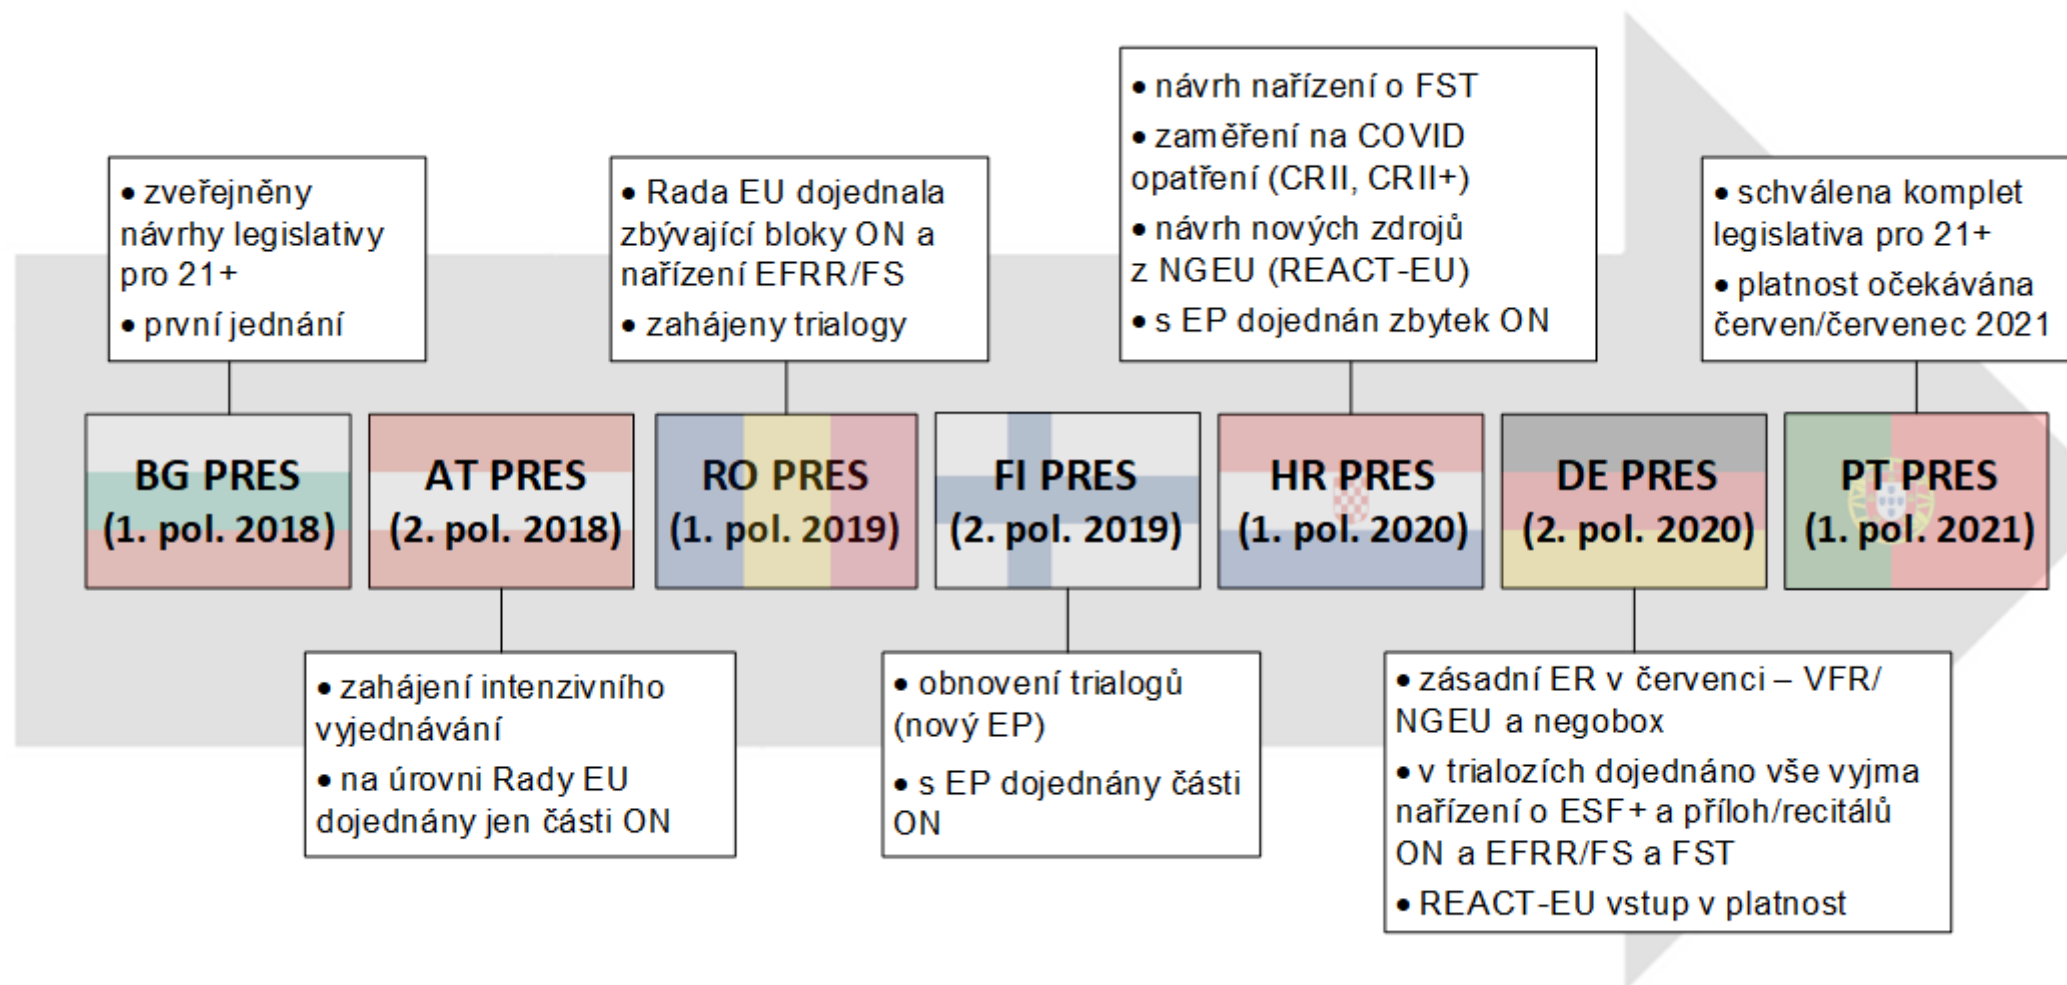 • zveřejněny
návrhy legislativy
pro 21+
• první jednání
• Rada EU dojednala
zbývající bloky ON a
nařízení EFRR/FS
• zahájeny trialogy
• návrh nařízení o FST
• zaměření na COVID
opatření (CRII, CRII+)
• návrh nových zdrojů
z NGEU (REACT-EU)
• s EP dojednán zbytek ON
• schválena komplet
legislativa pro 21+
• platnost očekávána
červen/červenec 2021
BG PRES
(1. pol. 2018)
AT PRES
(2. pol. 2018)
RO PRES
(1. pol. 2019)
FI PRES
(2. pol. 2019)
HR PRES
(1. pol. 2020)
DE PRES
(2. pol. 2020)
PT PRES
(1. pol. 2021)
• zahájení intenzivního
vyjednávání
• na úrovni Rady EU
dojednány jen části ON
• obnovení trialogů
(nový EP)
• s EP dojednány části
ON
• zásadní ER v červenci – VFR/
NGEU a negobox
• v trialozích dojednáno vše vyjma
nařízení o ESF+ a příloh/recitálů
ON a EFRR/FS a FST
• REACT-EU vstup v platnost